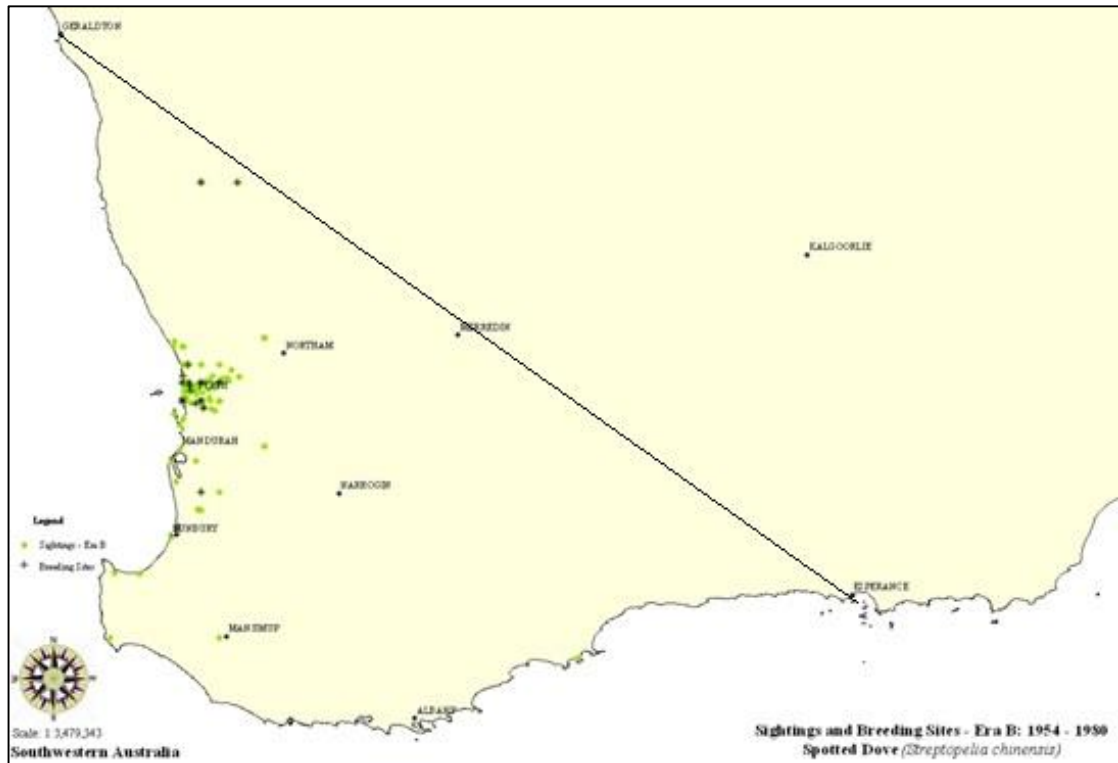 GERALDTON
KALGOORLIE
MERREDIN
NORTHAM
PERTH
MANDURAH
NARROGIN
Legend
BUNBURY
Sightings - Era B
Breeding Sites
ESPERANCE
MANJIMUP
N
ALBANY
Scale: 1:3,479,343
Southwestern Australia
Sightings and Breeding Sites - Era B: 1954 - 1980
Spotted Dove (Streptopelia chinensis)